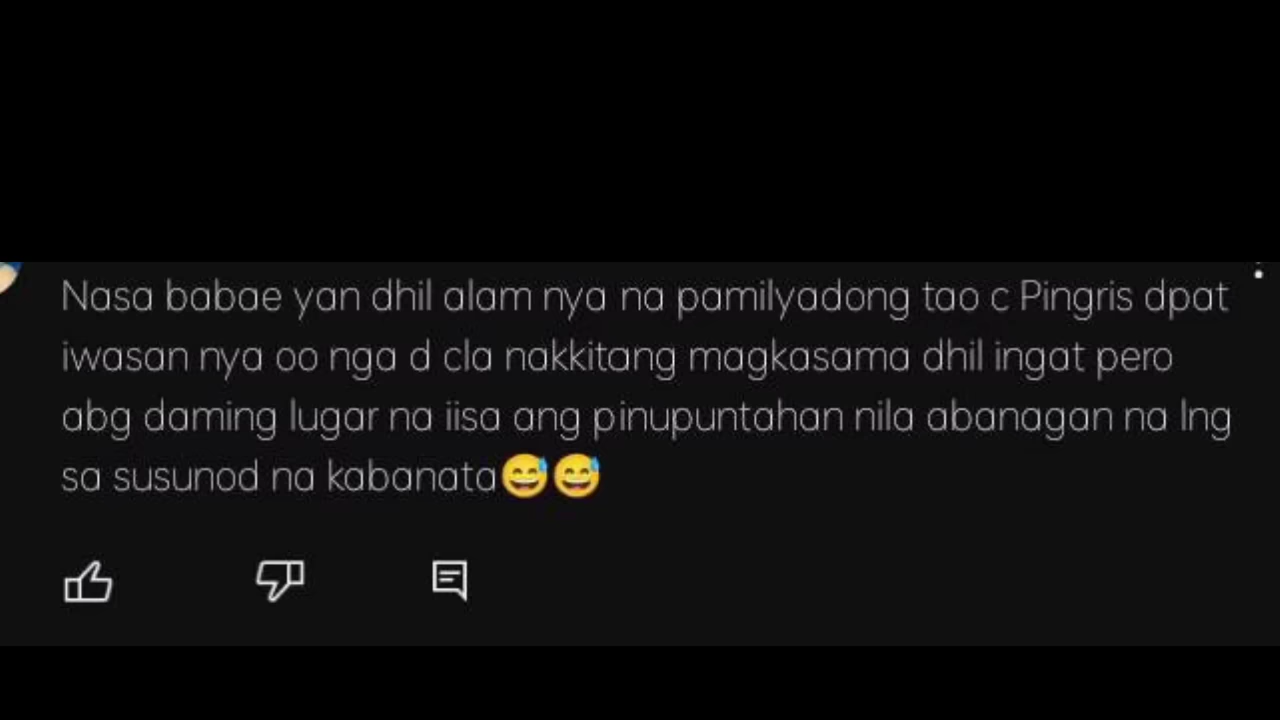 Nasa babae yan dhil alam nya na pamilyadong tao c Pingris dpat
iwasan nya oo nga d cla nakkitang magkasama dhil ingat pero
abg daming lugar na iisa ang pinupuntahan nila abanagan na lng
sa susunod na kabanata😅😅